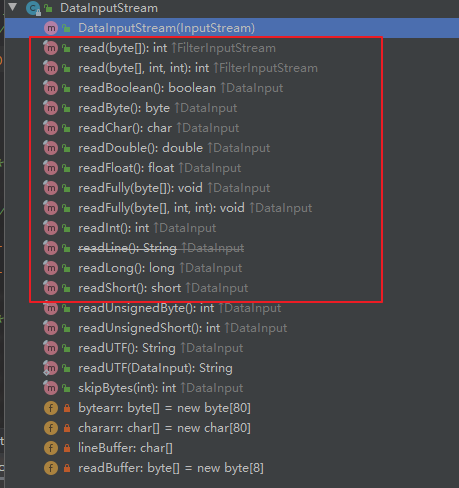 DataInputStream
DataInputStream(InputStream)
read(byte[]): int ↑FilterInputStream
read(byte[], int, int): int ↑FilterInputStream
readBoolean(): boolean ↑DataInput
readByte(): byte ↑DataInput
readChar(): char ↑DataInput
readDouble(): double ↑DataInput
readFloat(): float ↑DataInput
readFully(byte[]): void ↑DataInput
readFully(byte[], int, int): void ↑DataInput
readInt(): int ↑DataInput
readLine(): String ↑DataInput
readLong(): long ↑DataInput
readShort(): short ↑DataInput
readUnsignedByte(): int ↑DataInput
readUnsignedShort(): int ↑DataInput
readUTF(): String ↑DataInput
readUTF(DataInput): String
skipBytes(int): int ↑DataInput
bytearr: byte[] = new byte[80]
chararr: char[] = new char[80]
lineBuffer: char[]
readBuffer: byte[] = new byte[8]